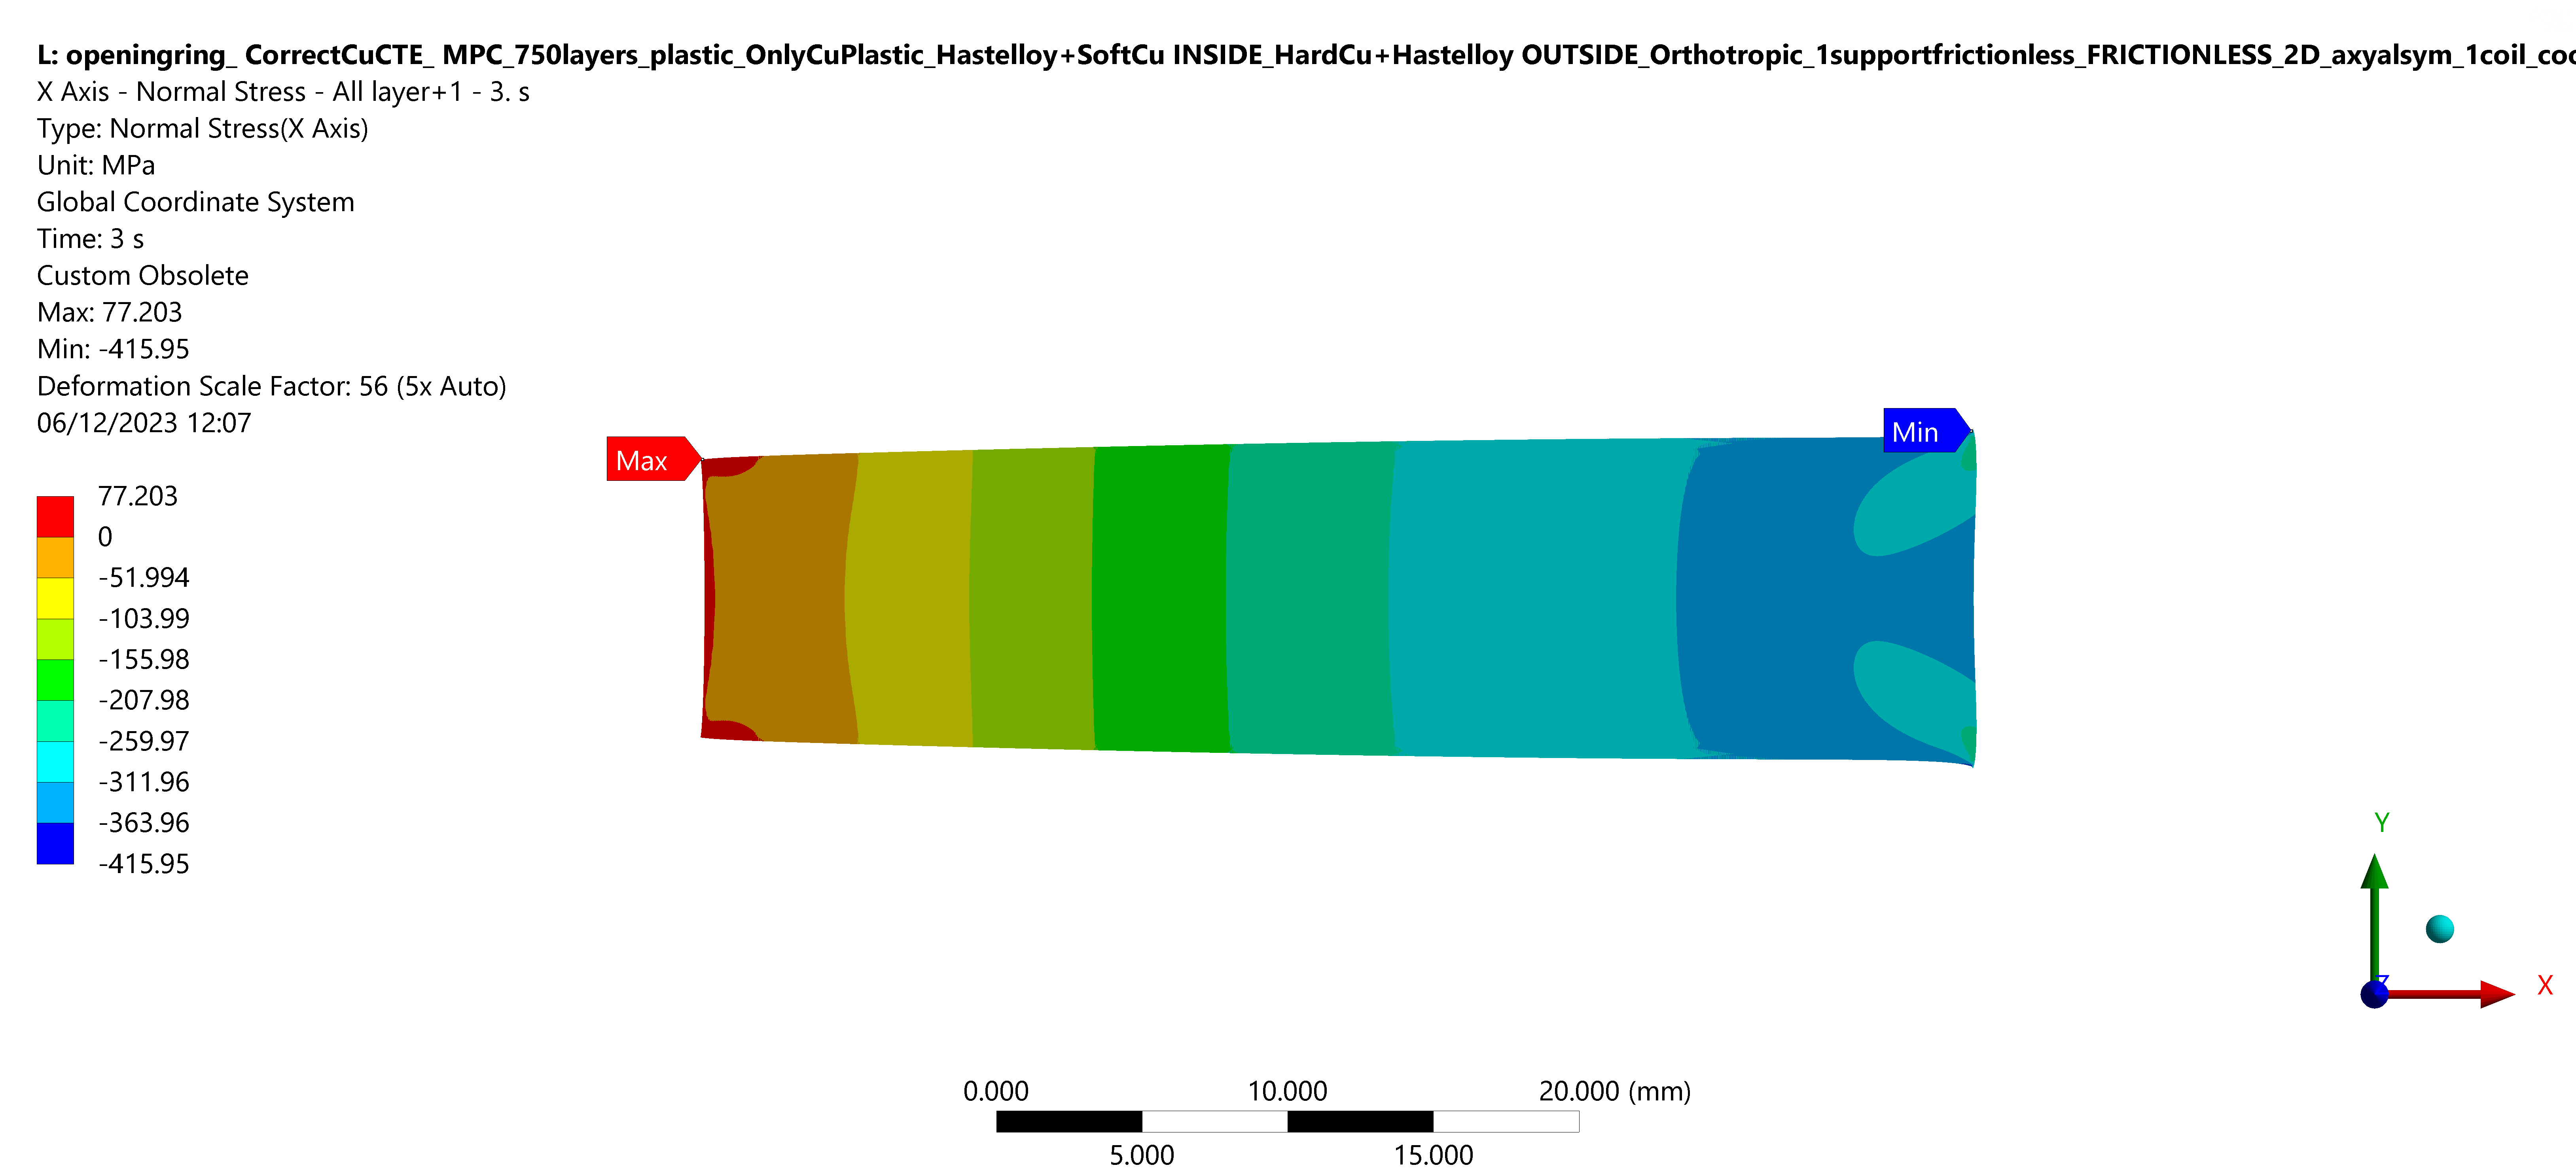 L: openingring_ CorrectCuCTE_ MPC_750layers_plastic_OnlyCuPlastic_Hastelloy+SoftCu INSIDE_HardCu+Hastelloy OUTSIDE_Orthotropic_1supportfrictionless_FRICTIONLESS_2D_axyalsym_1coil_coo
X Axis - Normal Stress - All layer+1 - 3. s
Type: Normal Stress(X Axis)
Unit: MPa
Global Coordinate System
Time: 3 s
Custom Obsolete
Max: 77.203
Min: -415.95
Deformation Scale Factor: 56 (5x Auto)
06/12/2023 12:07
Max
Min
77.203
0
-51.994
-103.99
-155.98
-207.98
-259.97
-311.96
-363.96
-415.95
Y
Z
X
0.000 10.000 20.000 (mm)
5.000 15.000